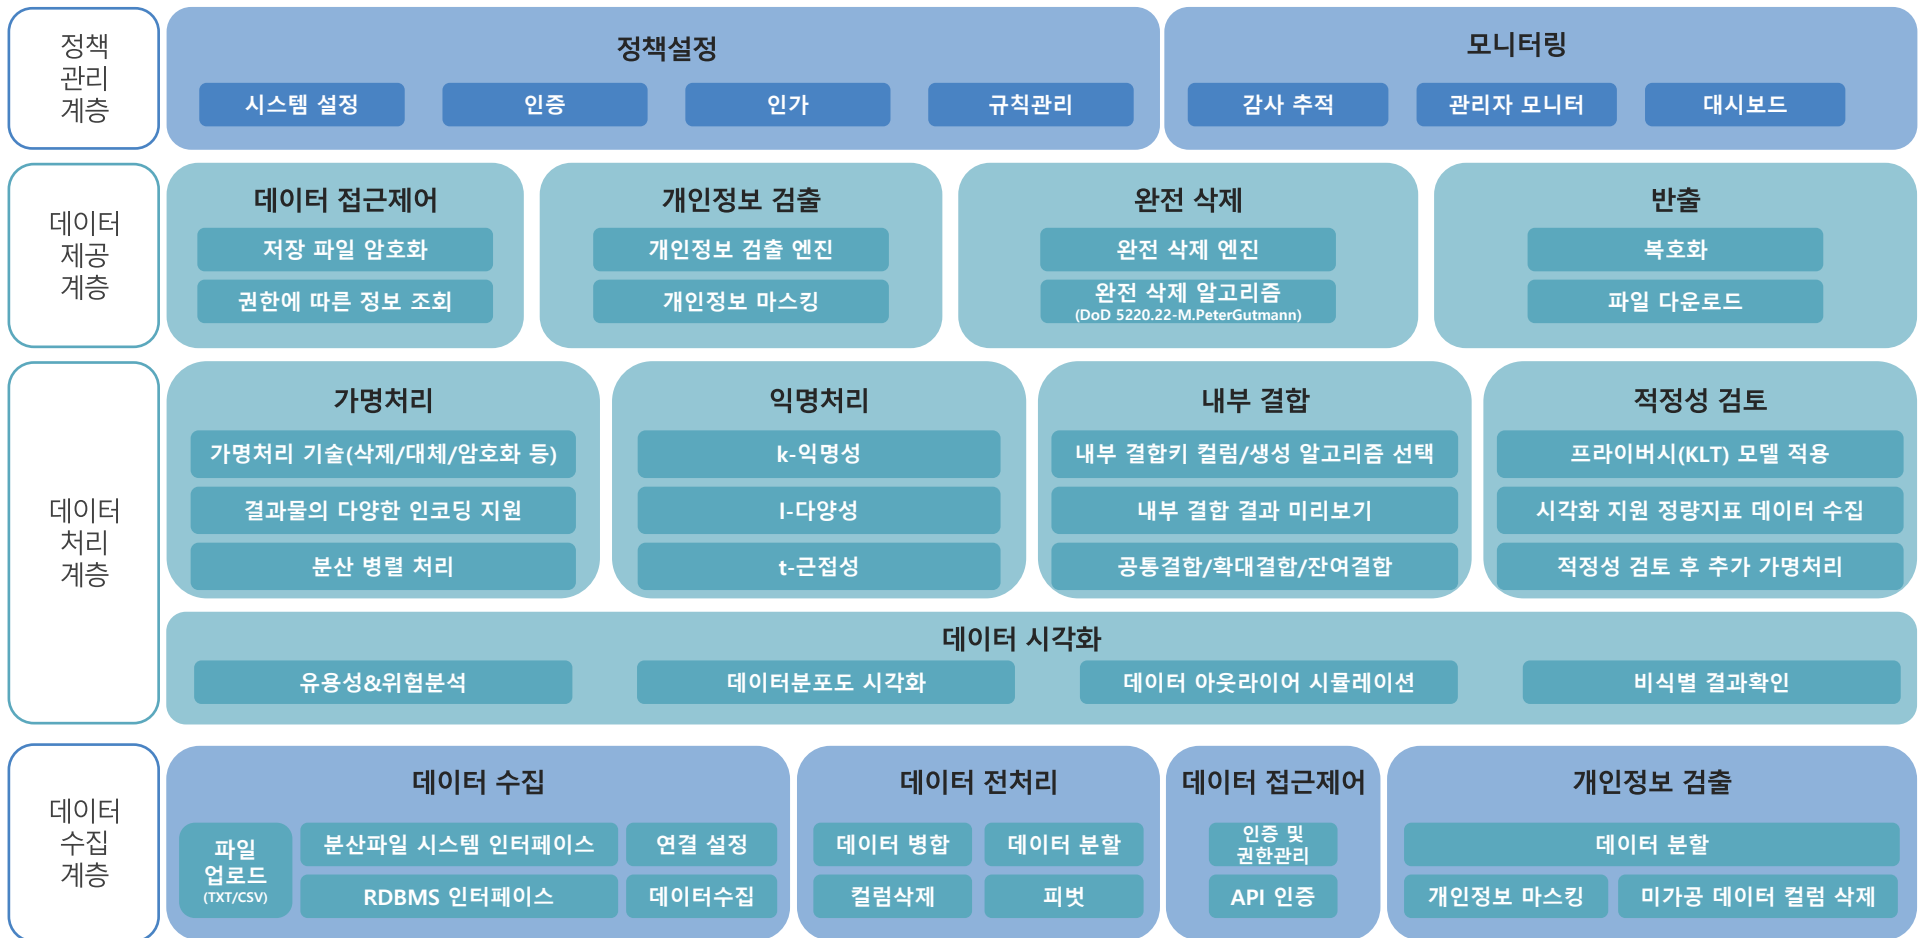 정책
관리
계층
정책설정
시스템 설정
인증
인가
규칙관리
모니터링
감사 추적
관리자 모니터
대시보드
데이터
제공
계층
데이터 접근제어
저장 파일 암호화
권한에 따른 정보 조회
개인정보 검출
개인정보 검출 엔진
개인정보 마스킹
완전 삭제
완전 삭제 엔진
완전 삭제 알고리즘
(DoD 5220.22-M.PeterGutmann)
반출
복호화
파일 다운로드
데이터
처리
계층
가명처리
가명처리 기술(삭제/대체/암호화 등)
결과물의 다양한 인코딩 지원
분산 병렬 처리
익명처리
k-익명성
l-다양성
t-근접성
내부 결합
내부 결합키 컬럼/생성 알고리즘 선택
내부 결합 결과 미리보기
공통결합/확대결합/잔여결합
적정성 검토
프라이버시(KLT) 모델 적용
시각화 지원 정량지표 데이터 수집
적정성 검토 후 추가 가명처리
데이터 시각화
유용성&위험분석
데이터분포도 시각화
데이터 아웃라이어 시뮬레이션
비식별 결과확인
데이터
수집
계층
데이터 수집
파일
업로드
(TXT/CSV)
분산파일 시스템 인터페이스
연결 설정
RDBMS 인터페이스
데이터수집
데이터 전처리
데이터 병합
데이터 분할
컬럼삭제
피벗
데이터 접근제어
인증 및
권한관리
API 인증
개인정보 검출
데이터 분할
개인정보 마스킹
미가공 데이터 컬럼 삭제